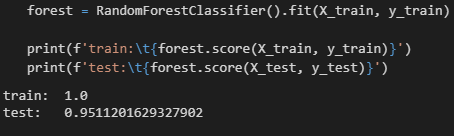 forest = RandomForestClassifier().fit(X_train, y_train)
print(f'train:\t{forest.score(X_train, y_train)}')
print(f'test:\t{forest.score(X_test, y_test)}')
train: 1.0
test: 0.9511201629327902